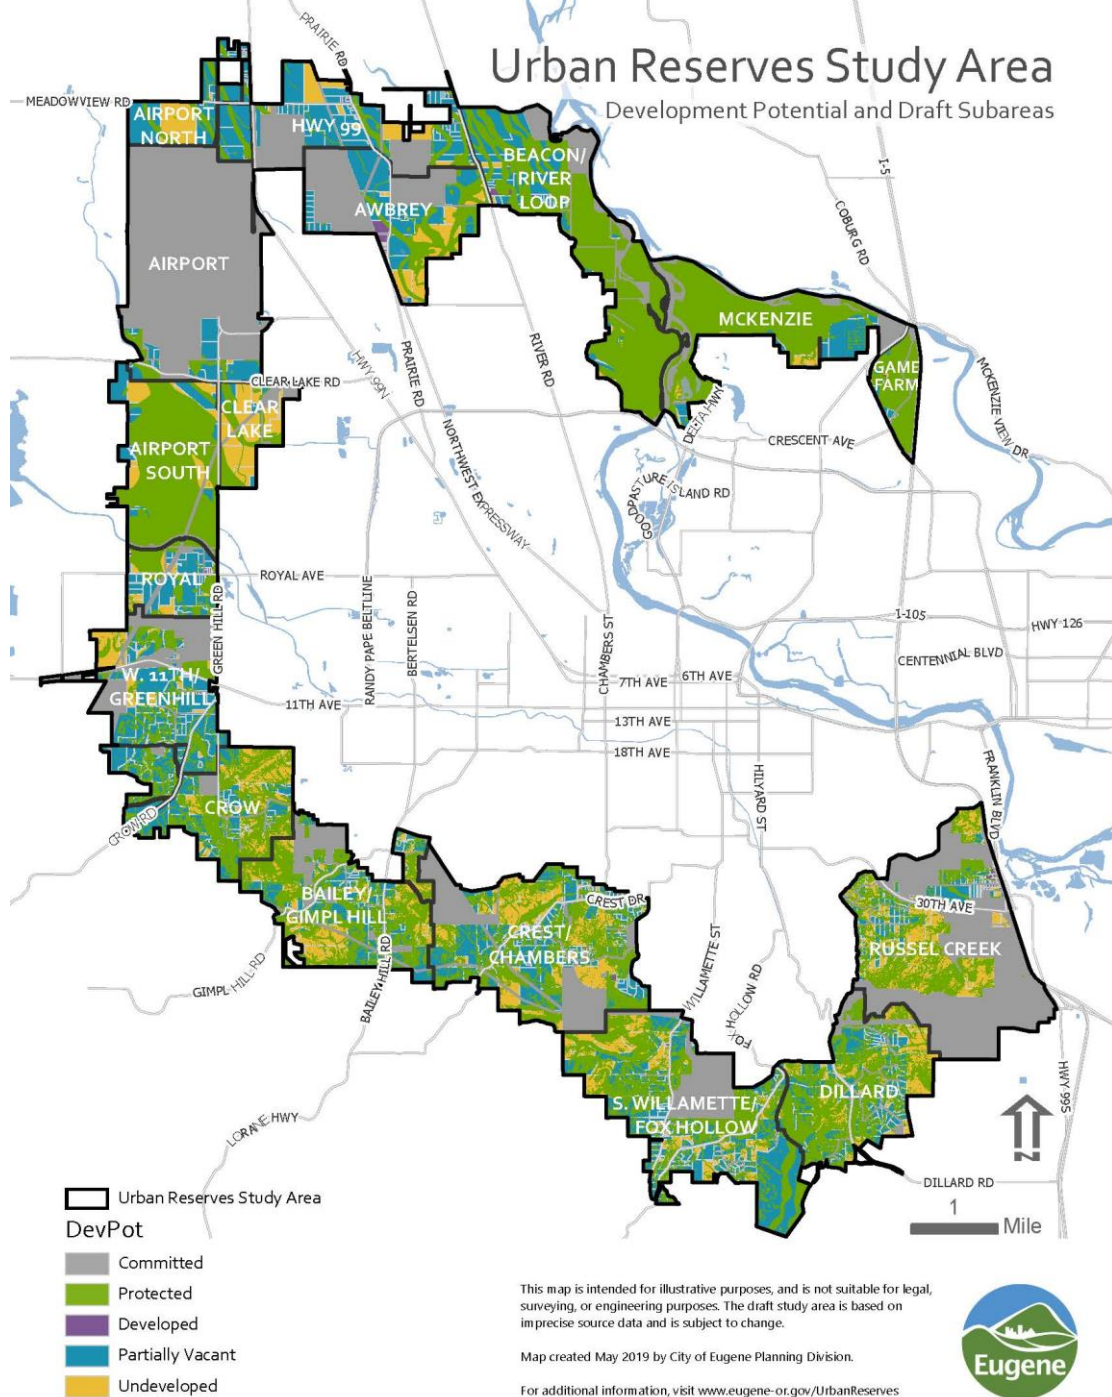 Urban Reserves Study Area
Development Potential and Draft Subareas
PRAIRIE RD
MEADOWVIEW RD
AIRPORT
NORTH
HWY 99
BEACON/
RIVER
LOOP
I-5
COBURG RD
AWBREY
AIRPORT
MCKENZIE
GAME
FARM
MCKENZIE VIEW DR
RIVER RD
PRAIRIE RD
HWY 99N
CLEAR LAKE RD
CLEAR
LAKE
DELTA HWY
CRESCENT AVE
AIRPORT
SOUTH
NORTHWEST EXPRESSWAY
GOODPASTURE ISLAND RD
ROYAL
ROYAL AVE
GREEN HILL RD
RANDY PAPE BELTLINE
BERTELSEN RD
CHAMBERS ST
I-105
HWY 126
CENTENNIAL BLVD
W. 11TH/
GREENHILL
11TH AVE
7TH AVE
6TH AVE
13TH AVE
18TH AVE
HILYARD ST
FRANKLIN BLVD
CROW
CROW RD
BAILEY/
GIMPL HILL
CREST DR
CREST/
CHAMBERS
30TH AVE
RUSSEL CREEK
GIMPL HILL RD
BAILEY HILL RD
WILLAMETTE ST
FOX HOLLOW RD
LORANE HWY
S. WILLAMETTE/
FOX HOLLOW
DILLARD
HWY 99S
N
DILLARD RD
1
Mile
Urban Reserves Study Area
DevPot
Committed
Protected
Developed
Partially Vacant
Undeveloped
This map is intended for illustrative purposes, and is not suitable for legal,
surveying, or engineering purposes. The draft study area is based on
imprecise source data and is subject to change.
Map created May 2019 by City of Eugene Planning Division.
For additional information, visit www.eugene-or.gov/UrbanReserves
Eugene